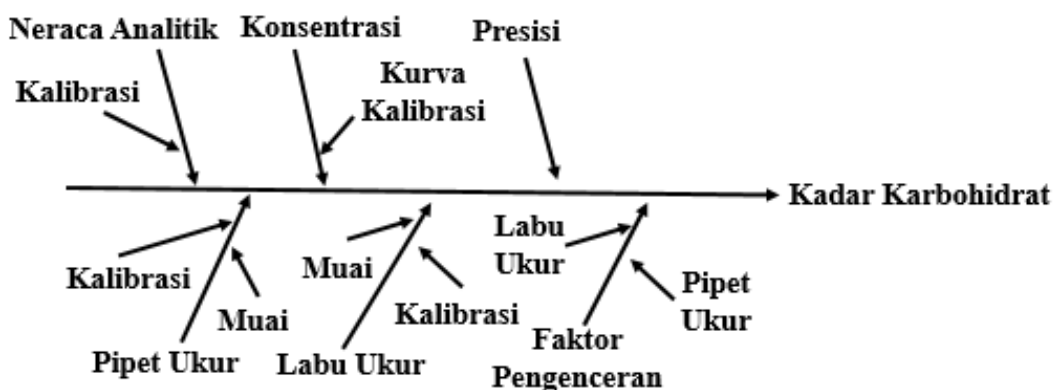 Neraca Analitik
Konsentrasi
Presisi
Kalibrasi
Kurva
Kalibrasi
Kadar Karbohidrat
Kalibrasi
Muai
Pipet Ukur
Muai
Kalibrasi
Labu Ukur
Labu
Ukur
Pipet
Ukur
Faktor
Pengenceran